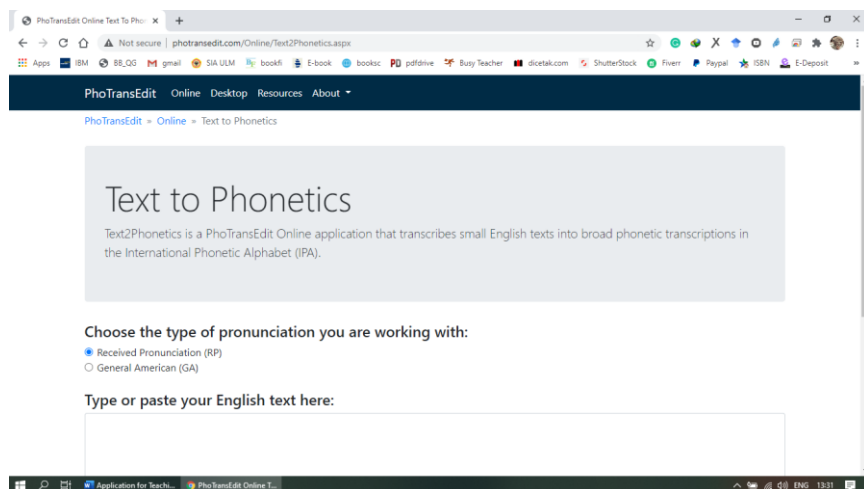 PhoTransEdit Online Text To Phon
Not secure | photransedit.com/Online/Text2Phonetics.aspx
Apps IBM BB_QG gmail SIA ULM bookfi E-book booksc PD pdfdrive Busy Teacher dicetak.com ShutterStock Fiverr Paypal ISBN E-Deposit »
PhoTransEdit Online Desktop Resources About
PhoTransEdit » Online » Text to Phonetics
Text to Phonetics
Text2Phonetics is a PhoTransEdit Online application that transcribes small English texts into broad phonetic transcriptions in
the International Phonetic Alphabet (IPA).
Choose the type of pronunciation you are working with:
Received Pronunciation (RP)
General American (GA)
Type or paste your English text here:
Application for Teachi... PhoTransEdit Online T... ENG 13:31